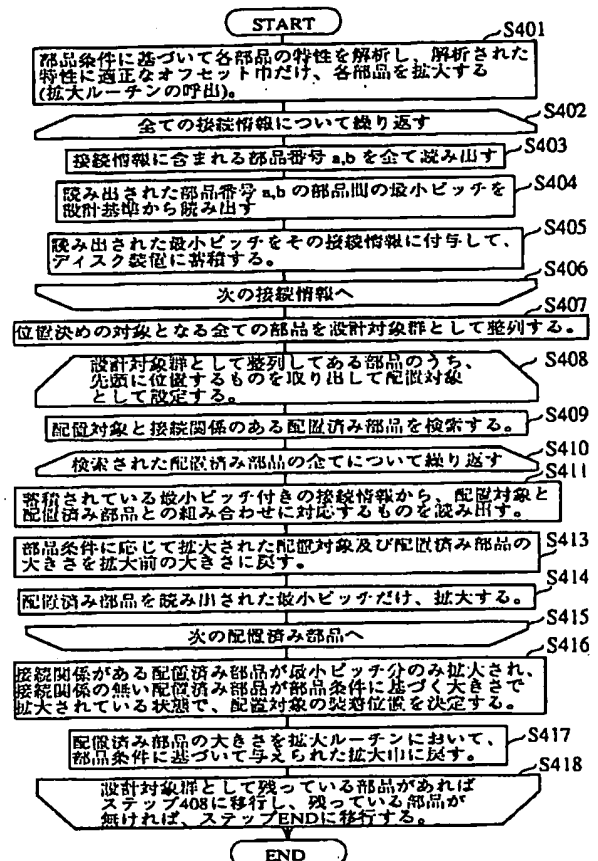 START
S401
部品条件に基づいて各部品の特性を解析し、解析された
特性に適正なオフセット巾だけ、各部品を拡大する
(拡大ルーチンの呼出)。
S402
全ての接続情報について繰り返す
S403
接続情報に含まれる部品番号a,bを全て読み出す
S404
読み出された部品番号a,bの部品間の最小ピッチを
設計基準から読み出す
S405
読み出された最小ピッチをその接続情報に付与して、
ディスク装置に蓄積する。
S406
次の接続情報へ
S407
位置決めの対象となる全ての部品を設計対象群として整列する。
S408
設計対象群として整列してある部品のうち、
先頭に位置するものを取り出して配置対象
として設定する。
S409
配置対象と接続関係のある配置済み部品を検索する。
S410
検索された配置済み部品の全てについて繰り返す
S411
蓄積されている最小ピッチ付きの接続情報から、配置対象と
配置済み部品との組み合わせに対応するものを読み出す。
S413
部品条件に応じて拡大された配置対象及び配置済み部品の
大きさを拡大前の大きさに戻す。
S414
配置済み部品を読み出された最小ピッチだけ、拡大する。
S415
次の配置済み部品へ
S416
接続関係がある配置済み部品が最小ピッチ分のみ拡大され、
接続関係の無い配置済み部品が部品条件に基づく大きさで
拡大されている状態で、配置対象の装着位置を決定する。
S417
配置済み部品の大きさを拡大ルーチンにおいて、
部品条件に基づいて与えられた拡大巾に戻す。
S418
設計対象群として残っている部品があれば
ステップ408に移行し、残っている部品が
無ければ、ステップENDに移行する。
END